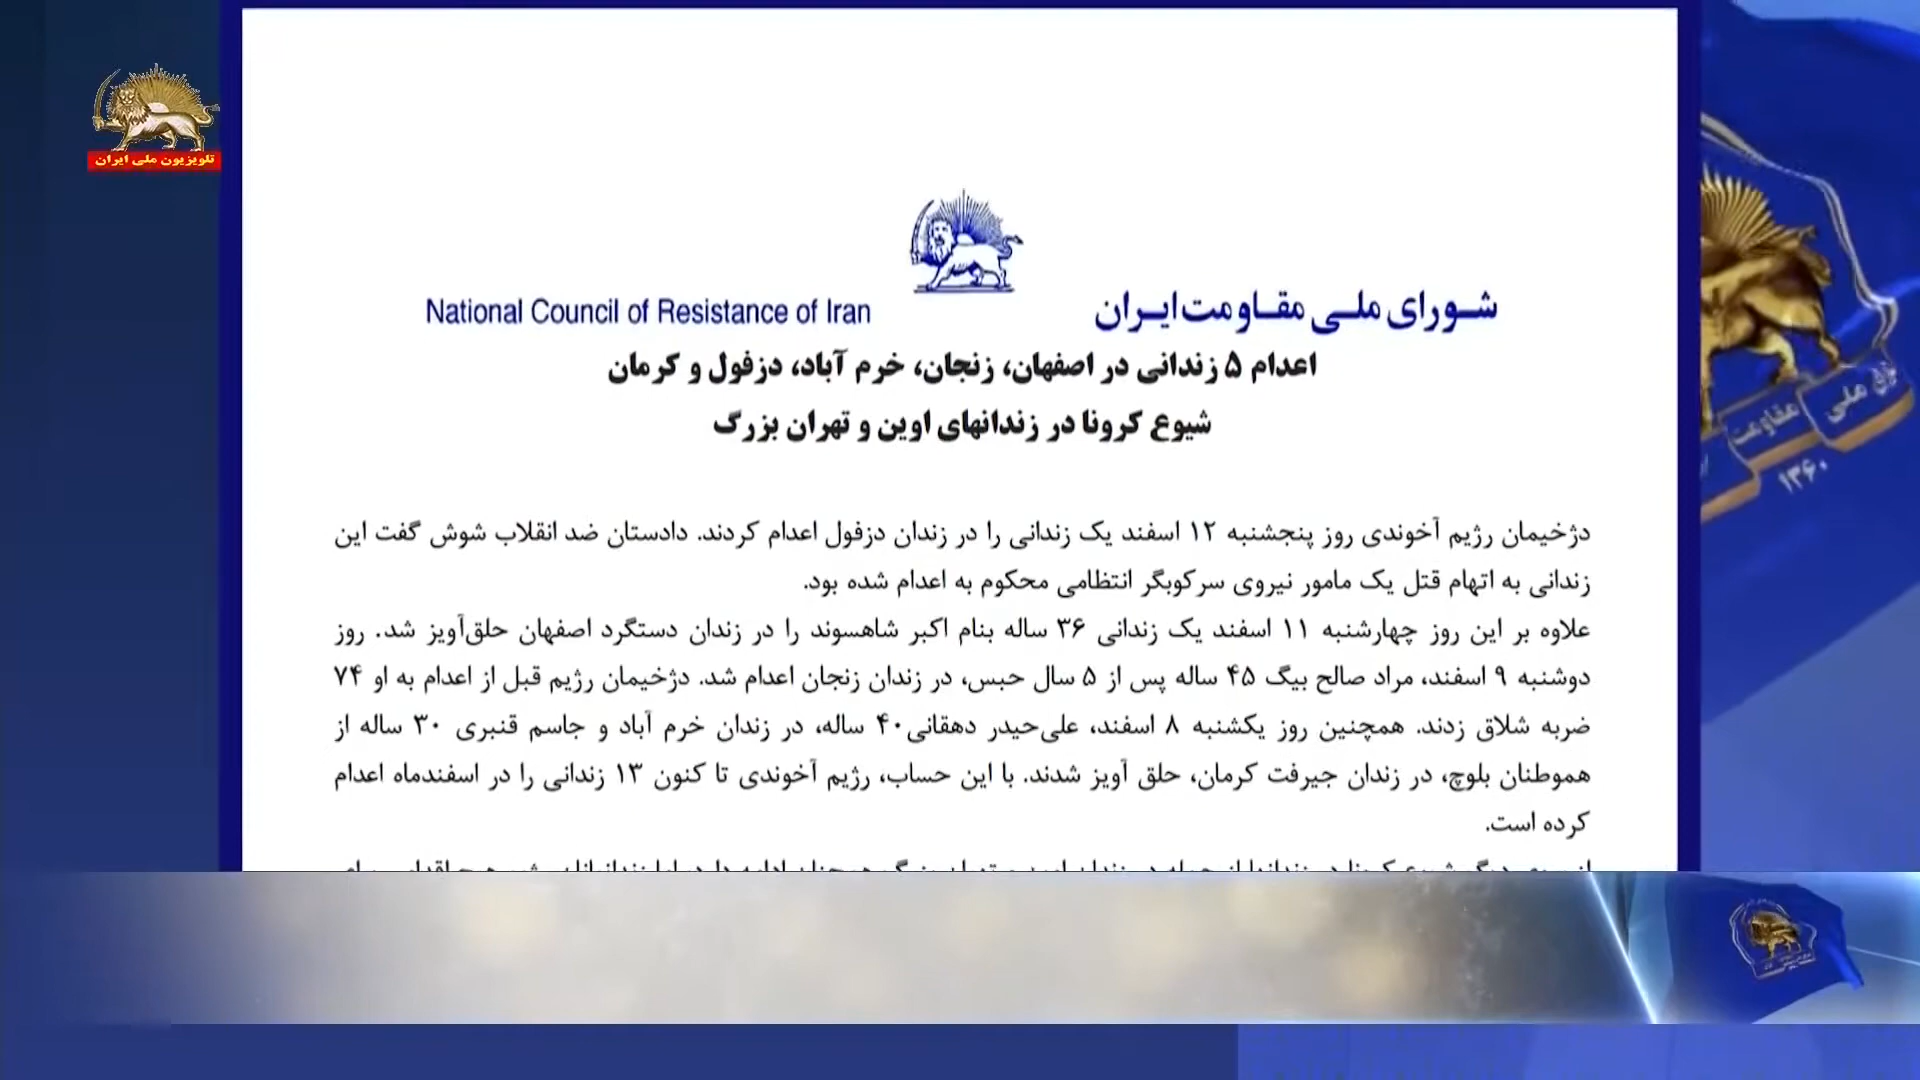 تلویزیون ملی ایران
National Council of Resistance of Iran
شـورای ملـی مقـاومت ایـران
اعدام ۵ زندانی در اصفهان، زنجان، خرم آباد، دزفول و کرمان
شیوع کرونا در زندانهای اوین و تهران بزرگ
دژخیمان رژیم آخوندی روز پنجشنبه ۱۲ اسفند یک زندانی را در زندان دزفول اعدام کردند. دادستان ضد انقلاب شوش گفت این
زندانی به اتهام قتل یک مامور نیروی سرکوبگر انتظامی محکوم به اعدام شده بود.
علاوه بر این روز چهارشنبه ۱۱ اسفند یک زندانی ۳۶ ساله بنام اکبر شاهسوند را در زندان دستگرد اصفهان حلق‌آویز شد. روز
دوشنبه ۹ اسفند، مراد صالح بیگ ۴۵ ساله پس از ۵ سال حبس، در زندان زنجان اعدام شد. دژخیمان رژیم قبل از اعدام به او ۷۴
ضربه شلاق زدند. همچنین روز یکشنبه ۸ اسفند، علی‌حیدر دهقانی۴۰ ساله، در زندان خرم آباد و جاسم قنبری ۳۰ ساله از
هموطنان بلوچ، در زندان جیرفت کرمان، حلق آویز شدند. با این حساب، رژیم آخوندی تا کنون ۱۳ زندانی را در اسفندماه اعدام
کرده است.
ملی
مقاومت
۱۳۶۰